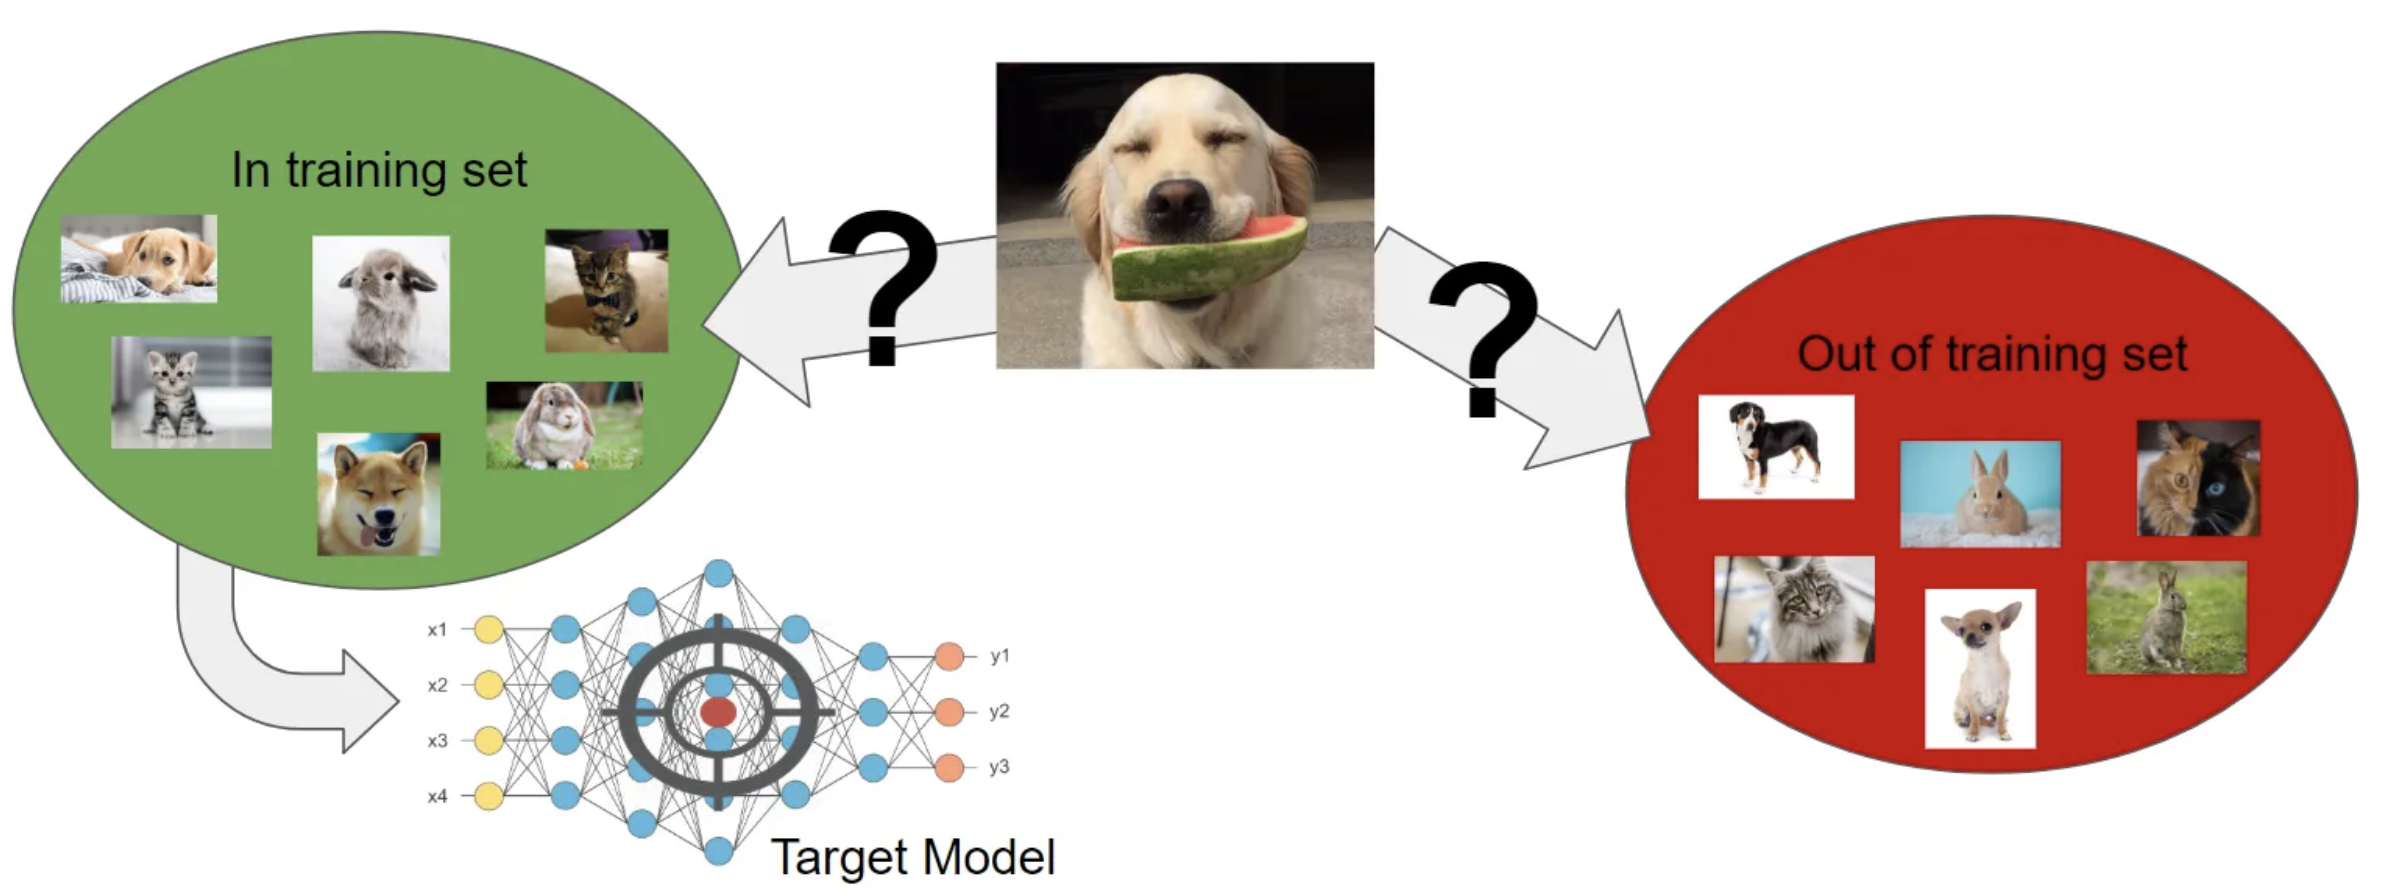 In training set
?
?
Out of training set
x1
x2
x3
x4
y1
y2
y3
Target Model